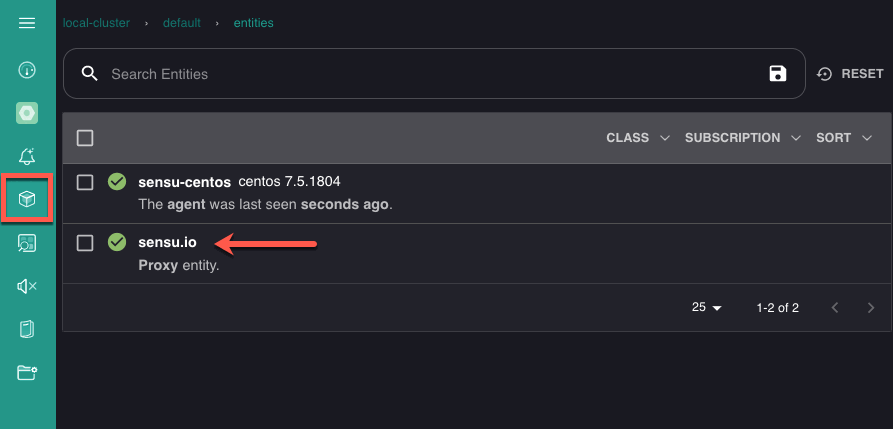 local-cluster › default › entities
Search Entities
RESET
CLASS SUBSCRIPTION SORT
sensu-centos centos 7.5.1804
The agent was last seen seconds ago.
sensu.io
Proxy entity.
25 1-2 of 2